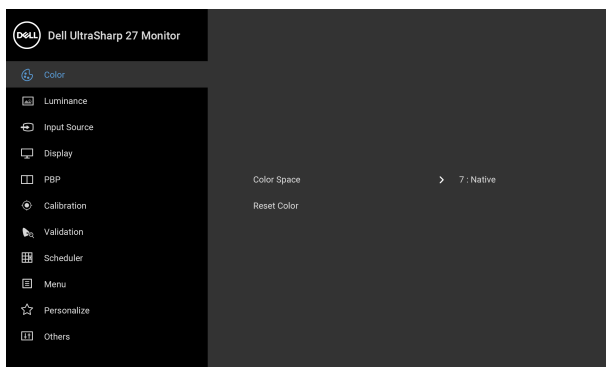 DELL Dell UltraSharp 27 Monitor
Color
Luminance
Input Source
Display
PBP
Color Space 7 : Native
Calibration
Reset Color
Validation
Scheduler
Menu
Personalize
Others